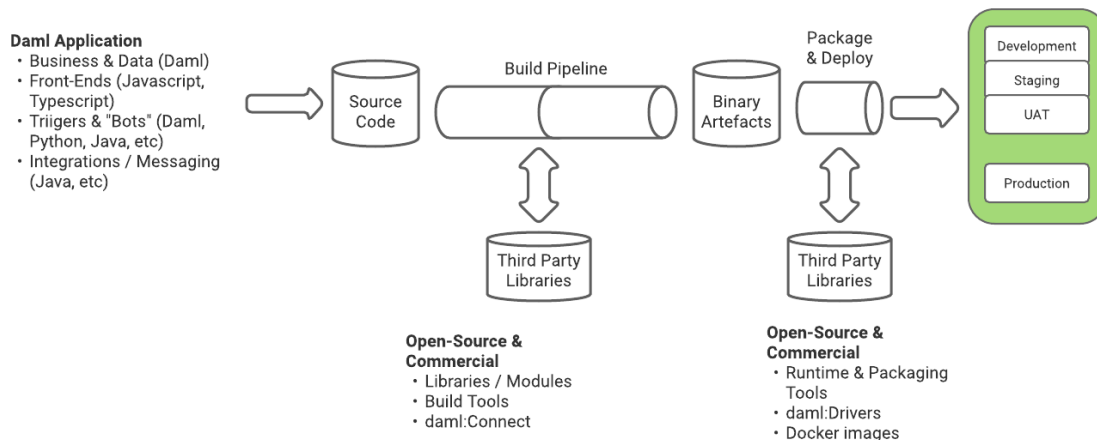 Daml Application
· Business & Data (Daml)
· Front-Ends (Javascript,
Typescript)
· Triigers & "Bots" (Daml,
Python, Java, etc)
· Integrations / Messaging
(Java, etc)
Source
Code
Build Pipeline
Binary
Artefacts
Package
& Deploy
Development
Staging
UAT
Production
Third Party
Libraries
Third Party
Libraries
Open-Source &
Commercial
· Libraries / Modules
· Build Tools
· daml:Connect
Open-Source &
Commercial
· Runtime & Packaging
Tools
· daml:Drivers
· Docker images